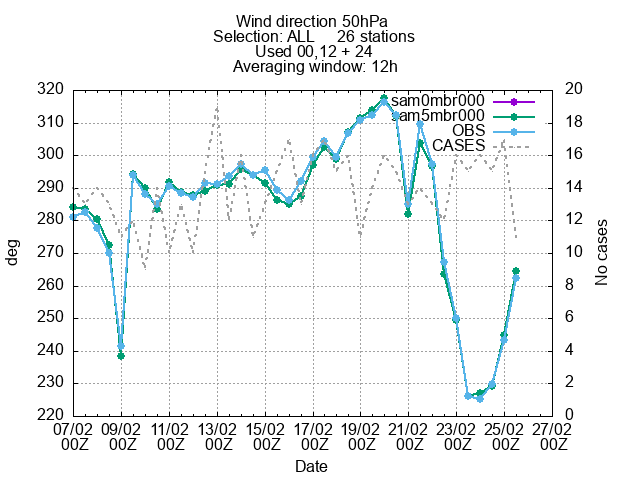 Wind direction 50hPa
Selection: ALL 26 stations
Used 00,12 + 24
Averaging window: 12h
320 20
310 18
300 16
290 14
280 12
270 10
260 8
250 6
240 4
230 2
220 0
sam0mbr000
sam5mbr000
OBS
CASES
deg
No cases
07/02 09/02 11/02 13/02 15/02 17/02 19/02 21/02 23/02 25/02 27/02
00Z 00Z 00Z 00Z 00Z 00Z 00Z 00Z 00Z 00Z 00Z
Date